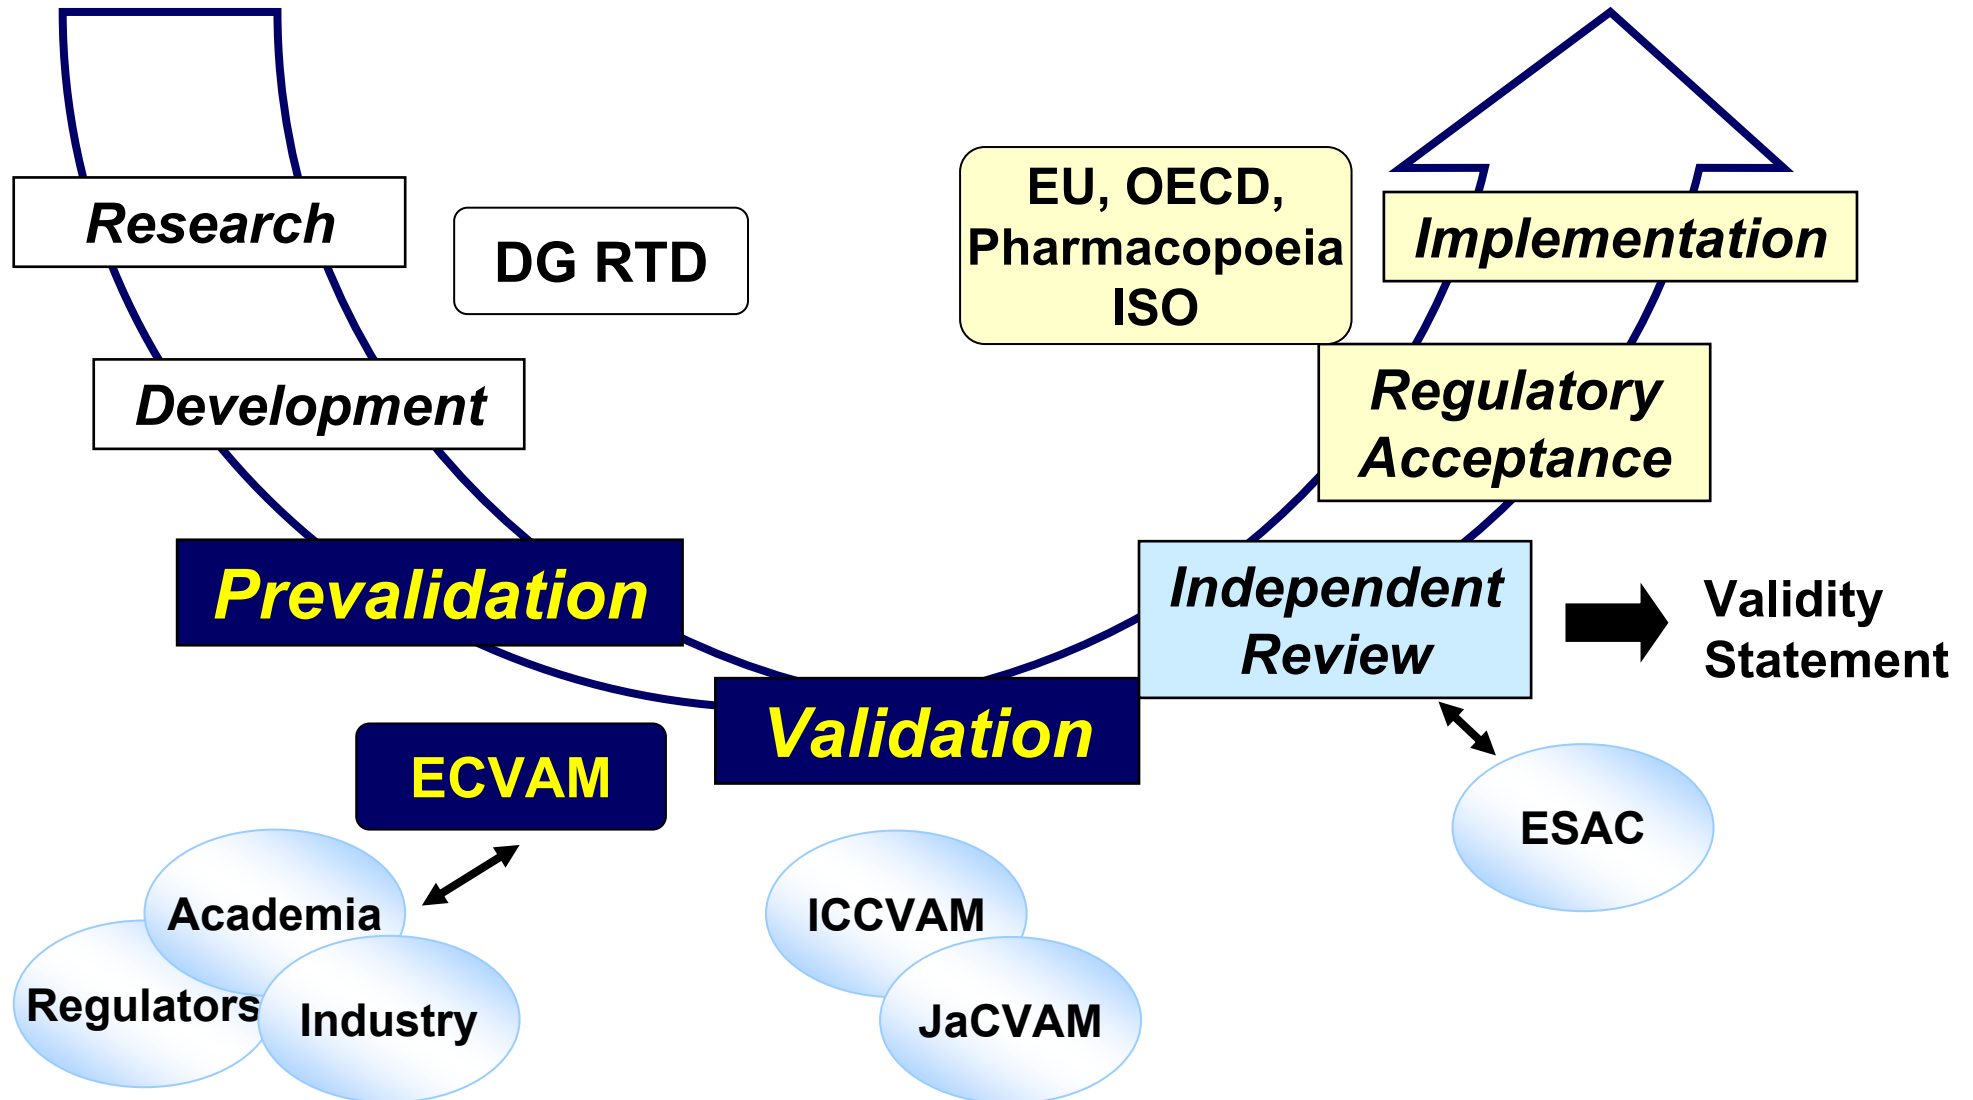 Research
DG RTD
Development
Prevalidation
ECVAM
Validation
Academia
Regulators
Industry
ICCVAM
JaCVAM
EU, OECD,
Pharmacopoeia
ISO
Implementation
Regulatory
Acceptance
Independent
Review
Validity
Statement
ESAC